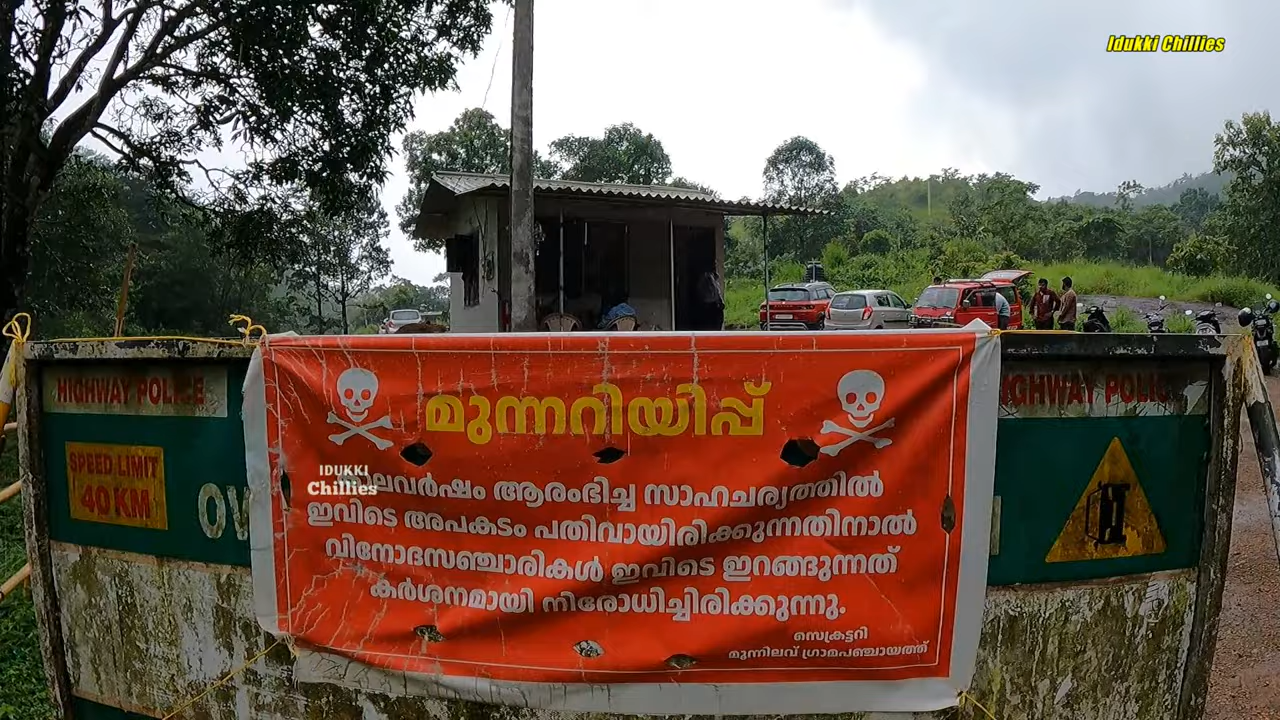 Idukki Chillies
HIGHWAY POLICE
SPEED LIMIT
40 KM
OV
HIGHWAY POLICE
മുന്നറിയിപ്പ്
IDUKKI
Chillies
ആരംഭിച്ച സാഹചര്യത്തിൽ
ഇവിടെ അപകടം പതിവായിരിക്കുന്നതിനാൽ
വിനോദസഞ്ചാരികൾ ഇവിടെ ഇറങ്ങുന്നത്
കർശനമായി നിരോധിച്ചിരിക്കുന്നു.
സെക്രട്ടറി
മൂന്നിലവ് ഗ്രാമപഞ്ചായത്ത്